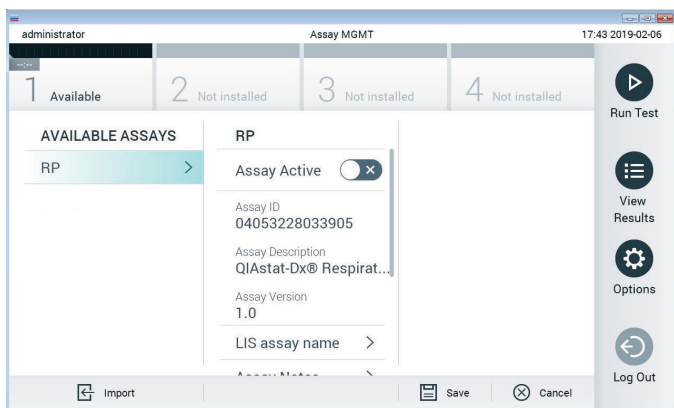 administrator Assay MGMT 17:43 2019-02-06
--:--
1 Available 2 Not installed 3 Not installed 4 Not installed
Run Test
AVAILABLE ASSAYS RP
RP > Assay Active
View
Results
Assay ID
04053228033905
Assay Description
QIAstat-Dx® Respirat...
Options
Assay Version
1.0
LIS assay name >
Assay Notes
Import Save Cancel
Log Out